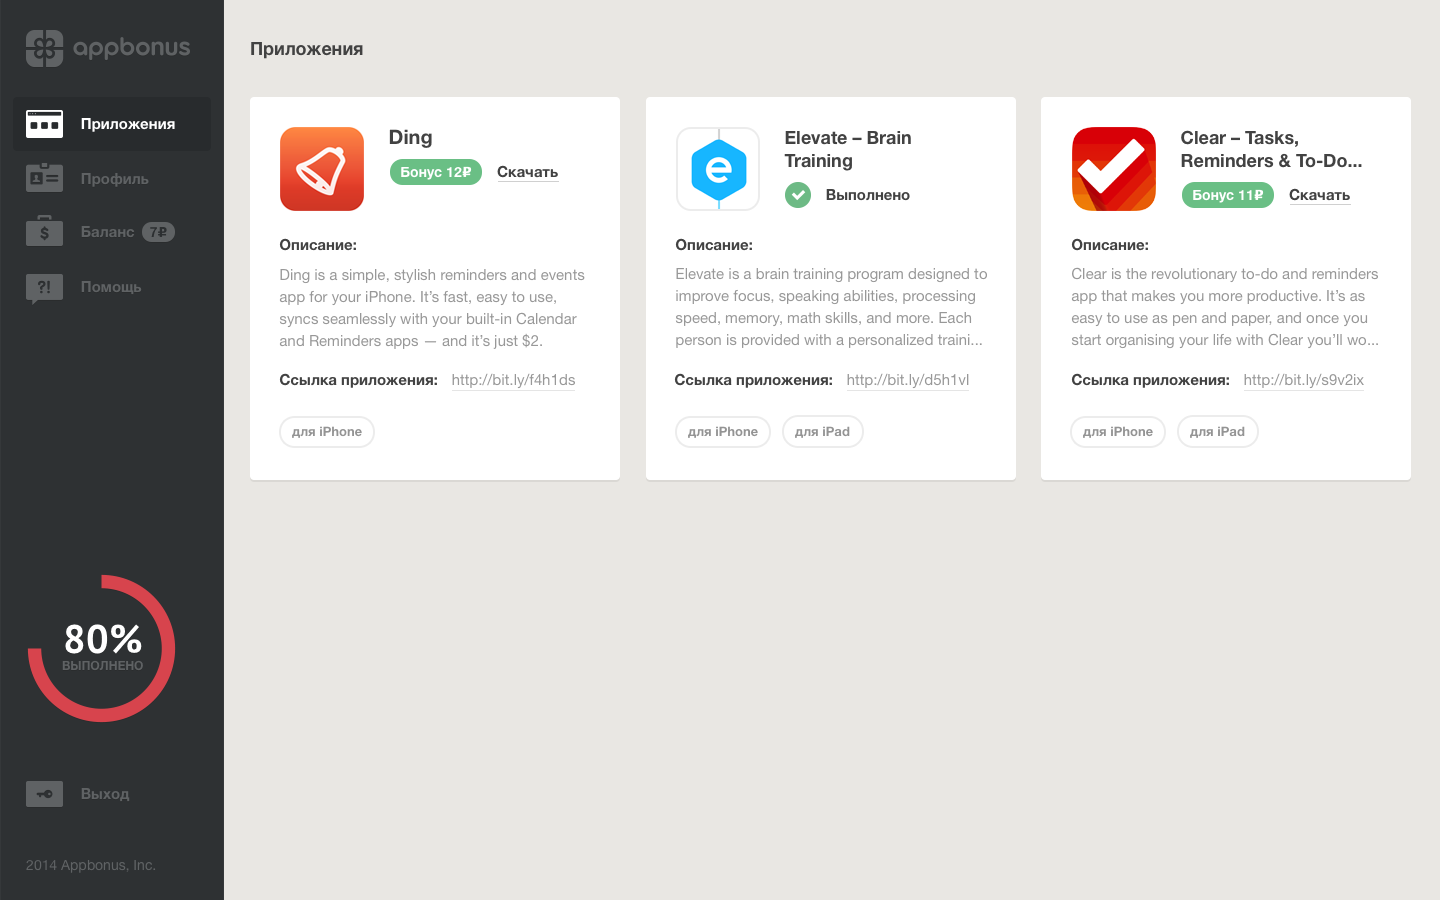 appbonus
Приложения
Профиль
Баланс 7₽
?! Помощь
80%
ВЫПОЛНЕНО
Выход
2014 Appbonus, Inc.
Приложения
Ding
Бонус 12₽ Скачать
Описание:
Ding is a simple, stylish reminders and events
app for your iPhone. It’s fast, easy to use,
syncs seamlessly with your built-in Calendar
and Reminders apps — and it’s just $2.
Ссылка приложения: http://bit.ly/f4h1ds
для iPhone
e
Elevate – Brain
Training
Выполнено
Описание:
Elevate is a brain training program designed to
improve focus, speaking abilities, processing
speed, memory, math skills, and more. Each
person is provided with a personalized traini...
Ссылка приложения: http://bit.ly/d5h1vl
для iPhone для iPad
Clear – Tasks,
Reminders & To-Do...
Бонус 11₽ Скачать
Описание:
Clear is the revolutionary to-do and reminders
app that makes you more productive. It’s as
easy to use as pen and paper, and once you
start organising your life with Clear you’ll wo...
Ссылка приложения: http://bit.ly/s9v2ix
для iPhone для iPad